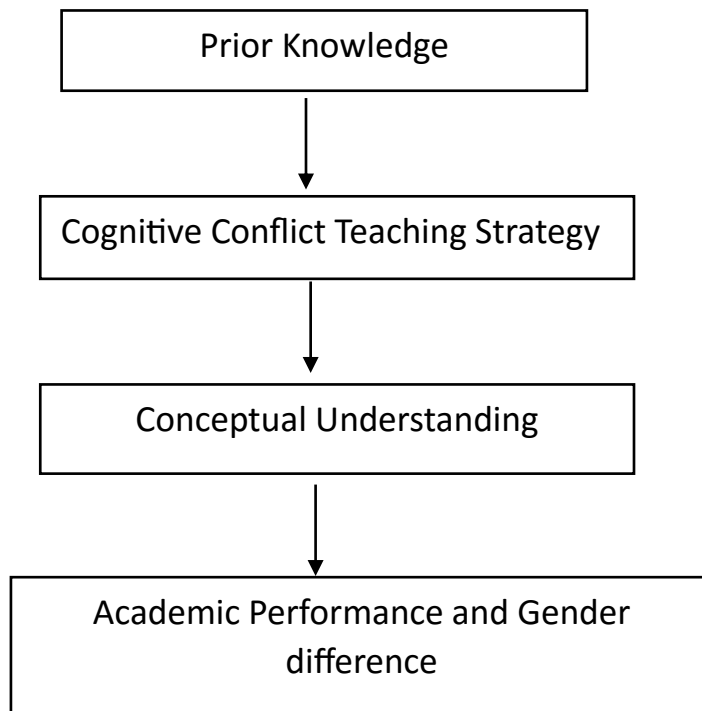 Prior Knowledge
Cognitive Conflict Teaching Strategy
Conceptual Understanding
Academic Performance and Gender
difference